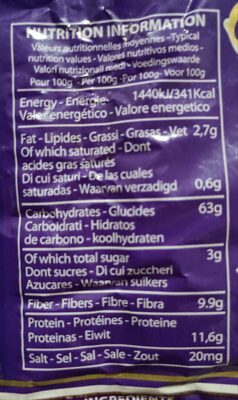 NUTRITION INFORMATION
Valeurs nutritionnelles moyennes - Typical
nutrition values - Valores nutritivos medios -
Valori nutrizionali medi - Voedingswaarde
Pour 100g - Per 100g - Por 100g - Voor 100g
Energy - Energie - 1440kJ/341Kcal
Valor energético - Valore energetico
Fat - Lipides - Grassi - Grasas - Vet 2,7g
Of which saturated - Dont
acides gras saturés
Di cui saturi - De las cuales
saturadas - Waarvan verzadigd 0,6g
Carbohydrates - Glucides 63g
Carboidrati - Hidratos
de carbono - koolhydraten
Of which total sugar 3g
Dont sucres - Di cui zuccheri
Azucares - Waarvan suikers
Fiber - Fibers - Fibre - Fibra 9.9g
Protein - Protéines - Proteine
Proteinas - Eiwit 11,6g
Salt - Sel - Sal - Sale - Zout 20mg
INGREDIENTS